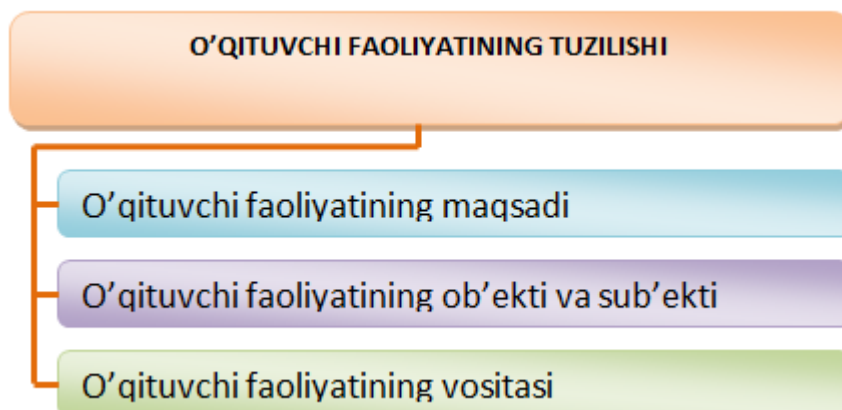 O’QITUVCHI FAOLIYATINING TUZILISHI
O’qituvchi faoliyatining maqsadi
O’qituvchi faoliyatining ob’ekti va sub’ekti
O’qituvchi faoliyatining vositasi